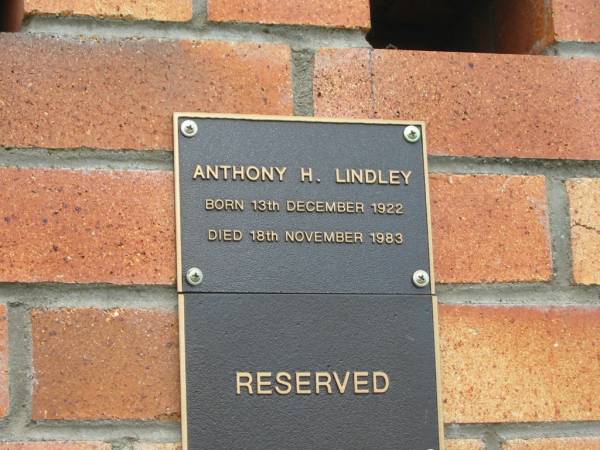 ANTHONY H. LINDLEY
BORN 13th DECEMBER 1922
DIED 18th NOVEMBER 1983
RESERVED